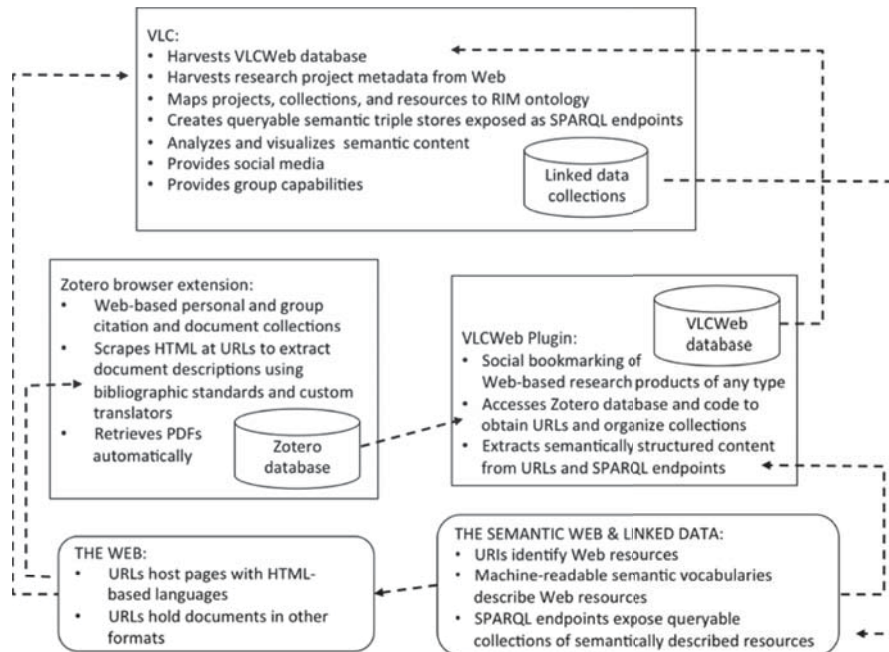 VLC:
• Harvests VLCWeb database
• Harvests research project metadata from Web
• Maps projects, collections, and resources to RIM ontology
• Creates queryable semantic triple stores exposed as SPARQL endpoints
• Analyzes and visualizes semantic content
• Provides social media
• Provides group capabilities
Linked data
collections
Zotero browser extension:
• Web-based personal and group
citation and document collections
• Scrapes HTML at URLs to extract
document descriptions using
bibliographic standards and custom
translators
• Retrieves PDFs
automatically
Zotero
database
VLCWeb
database
VLCWeb Plugin:
• Social bookmarking of
Web-based research products of any type
• Accesses Zotero database and code to
obtain URLs and organize collections
• Extracts semantically structured content
from URLs and SPARQL endpoints
THE WEB:
• URLs host pages with HTML-
based languages
• URLs hold documents in other
formats
THE SEMANTIC WEB & LINKED DATA:
• URIs identify Web resources
• Machine-readable semantic vocabularies
describe Web resources
• SPARQL endpoints expose queryable
collections of semantically described resources